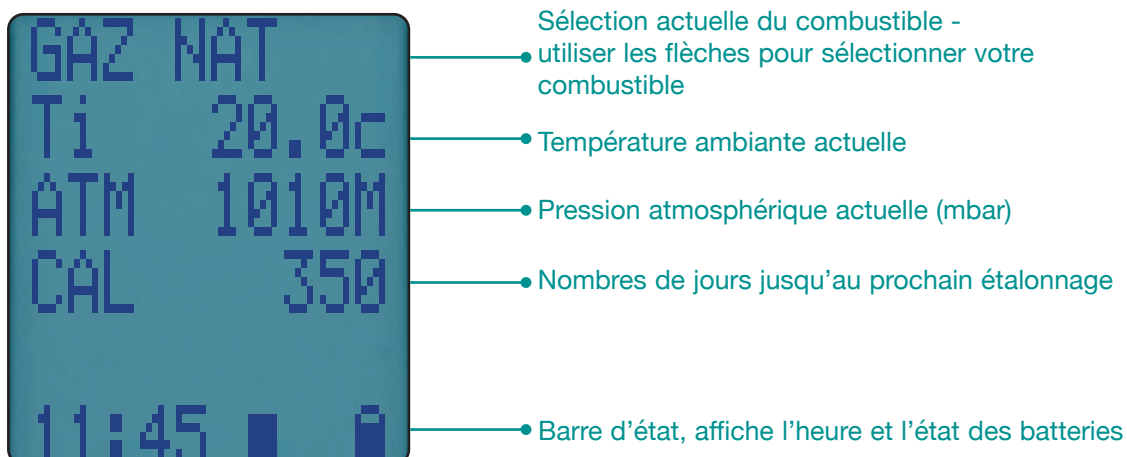 GAZ NAT
Sélection actuelle du combustible -
utiliser les flèches pour sélectionner votre
combustible
Ti 20.0c
Température ambiante actuelle
ATM 1010M
Pression atmosphérique actuelle (mbar)
CAL 350
Nombres de jours jusqu’au prochain étalonnage
11:45
Barre d’état, affiche l’heure et l’état des batteries